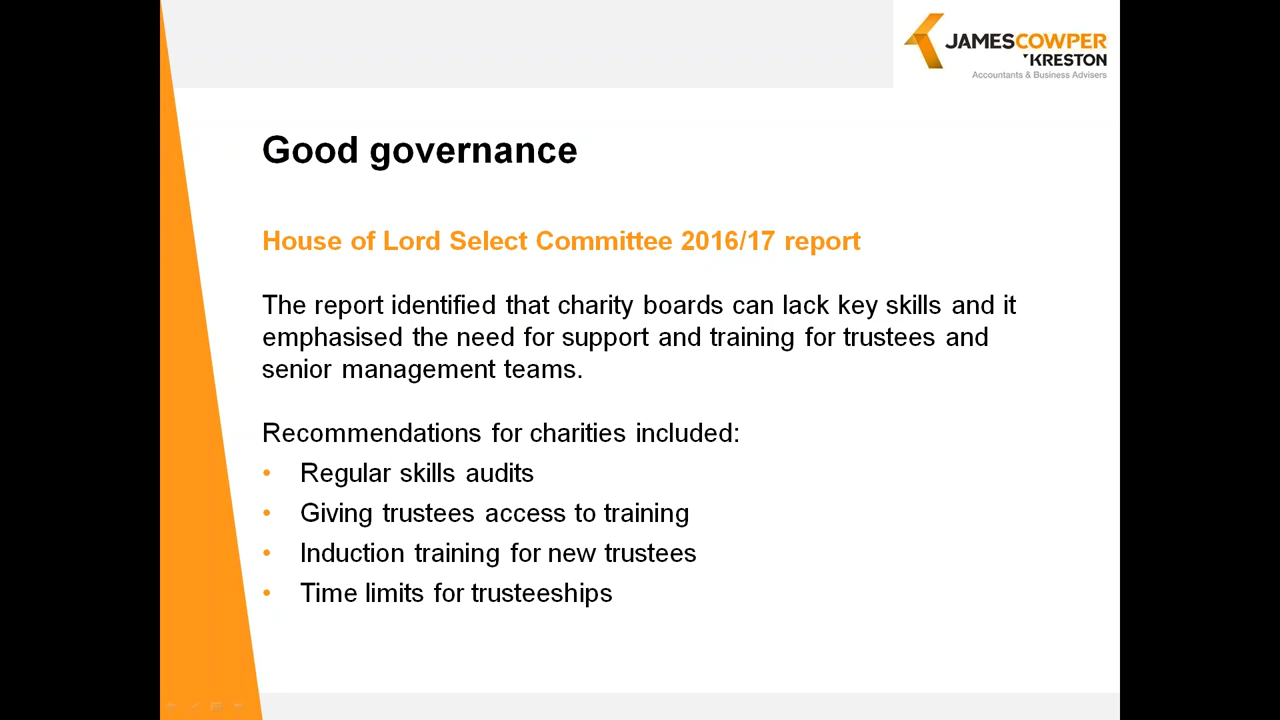 JAMESCOWPER
KRESTON
Accountants & Business Advisers
Good governance
House of Lord Select Committee 2016/17 report
The report identified that charity boards can lack key skills and it
emphasised the need for support and training for trustees and
senior management teams.
Recommendations for charities included:
• Regular skills audits
• Giving trustees access to training
• Induction training for new trustees
• Time limits for trusteeships